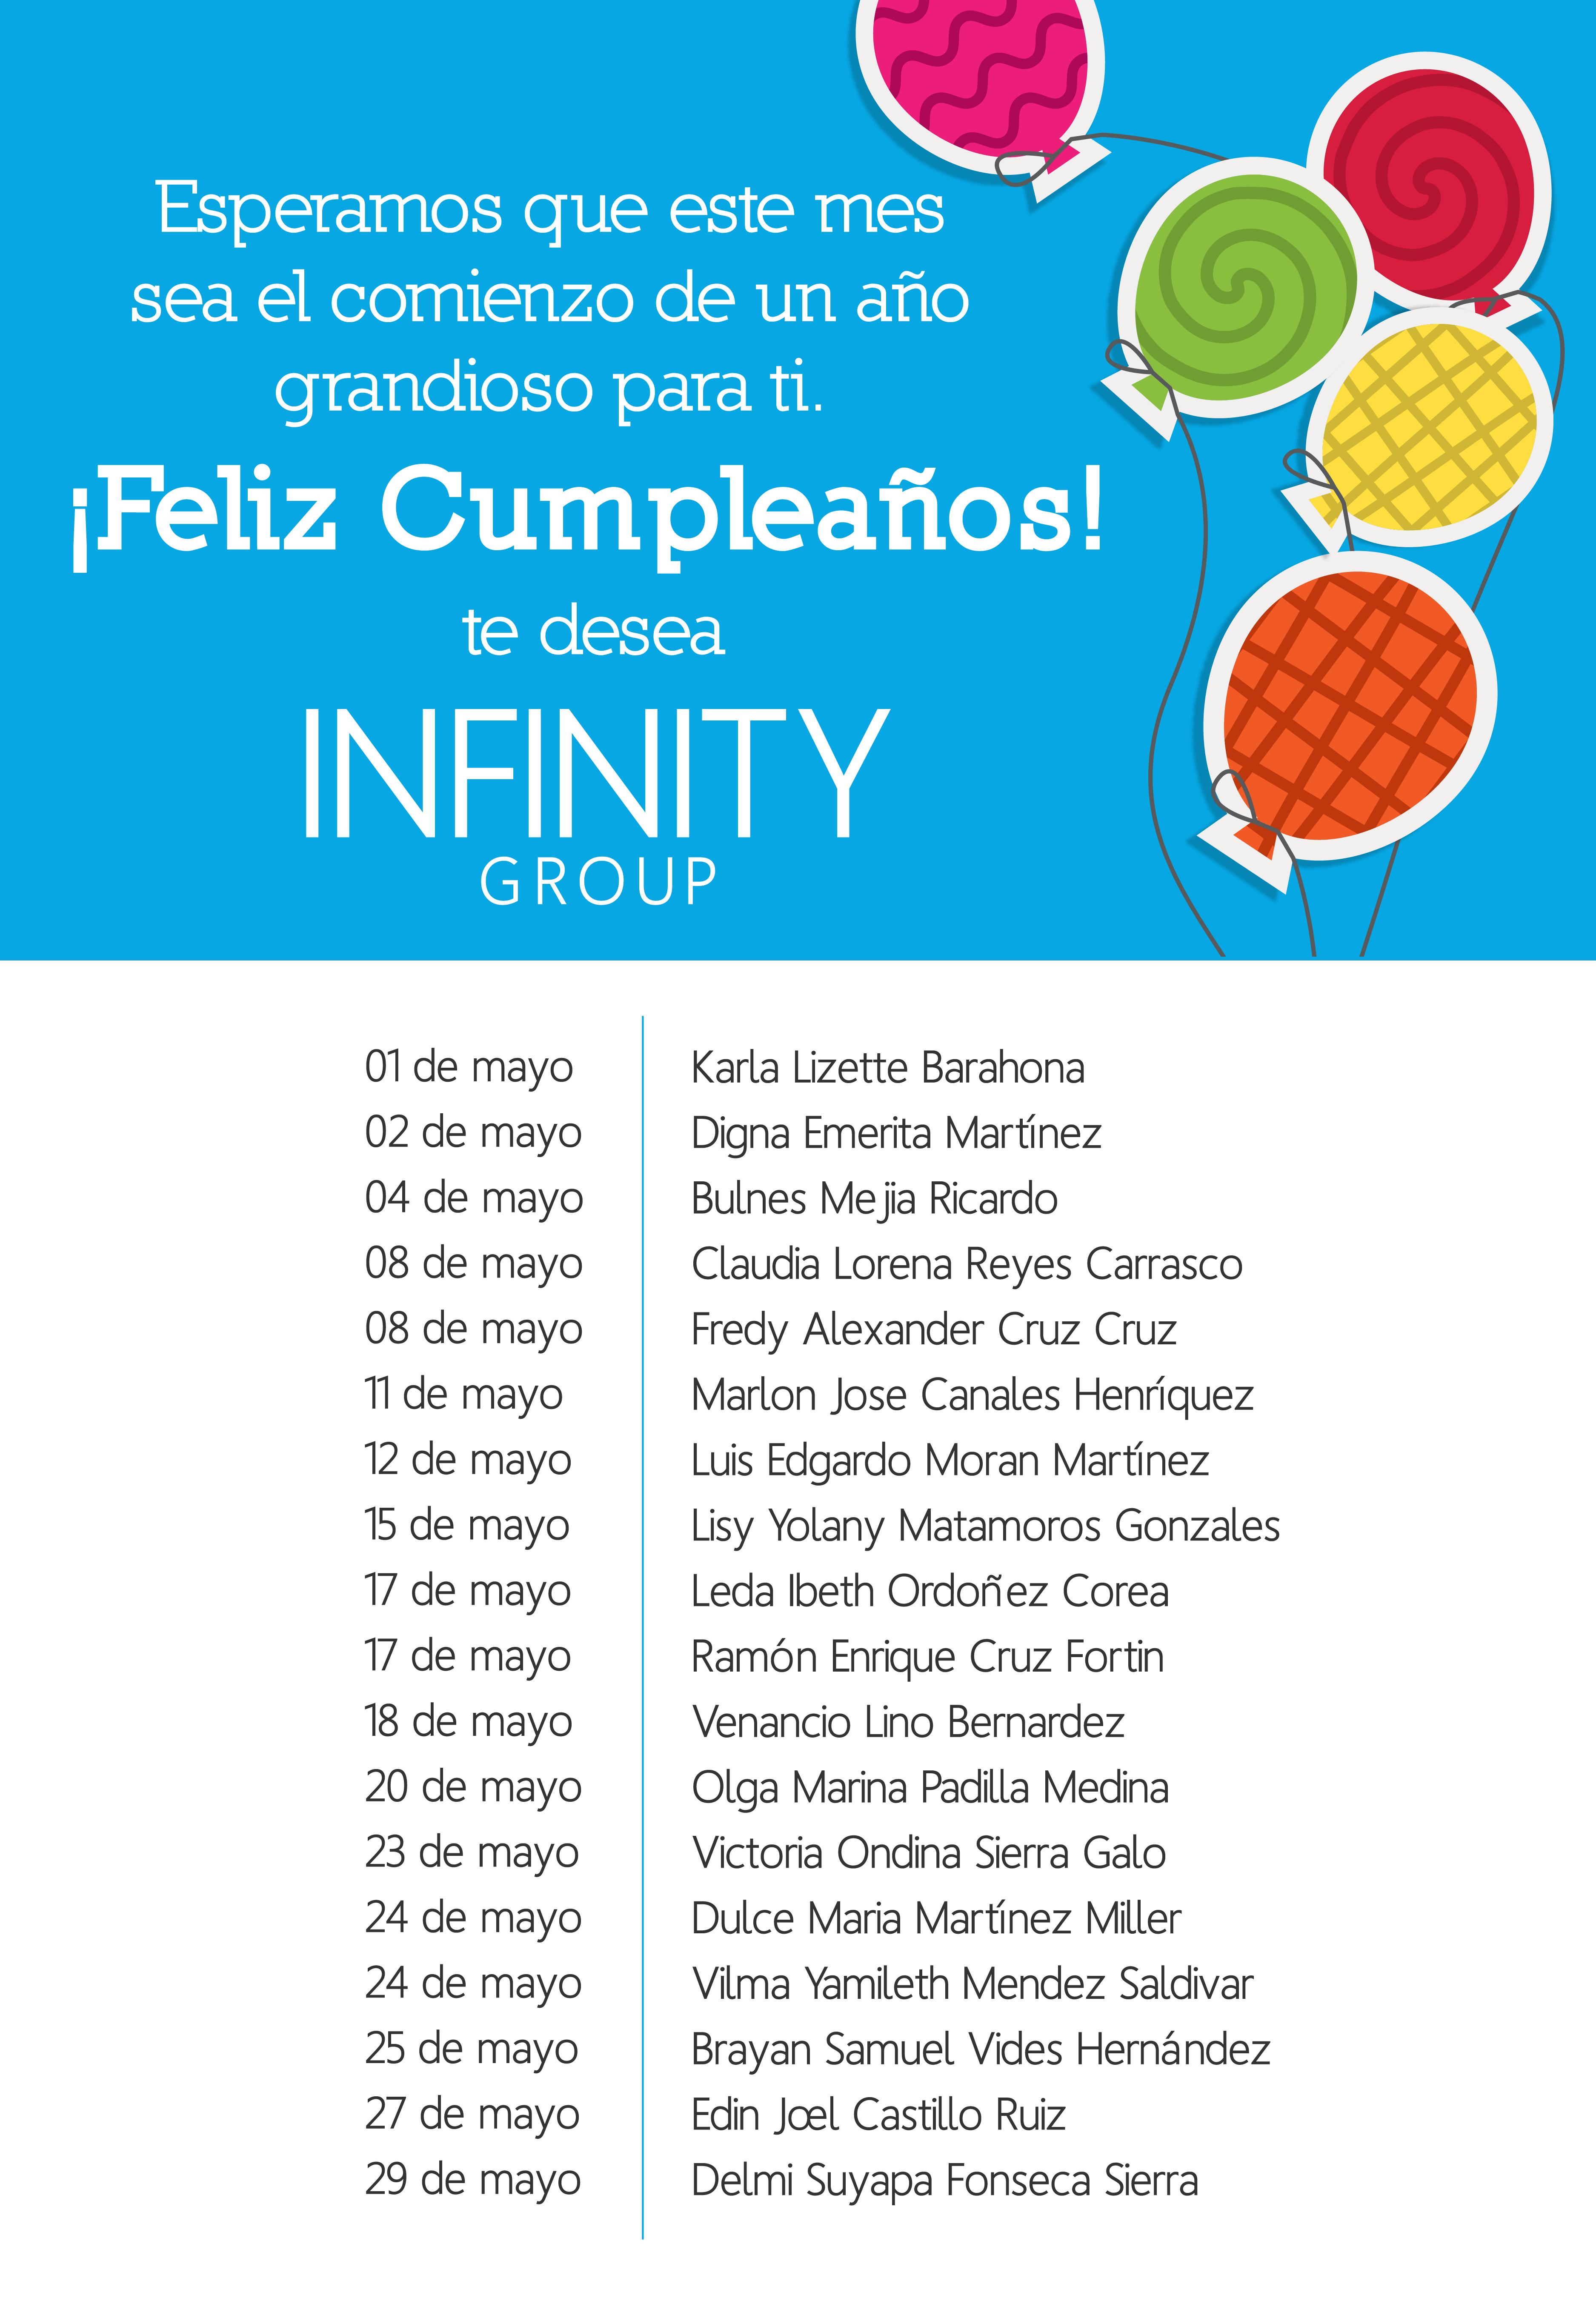 Esperamos que este mes
sea el comienzo de un año
grandioso para ti.
¡Feliz Cumpleaños!
te desea
INFINITY
GROUP
01 de mayo Karla Lizette Barahona
02 de mayo Digna Emerita Martínez
04 de mayo Bulnes Mejia Ricardo
08 de mayo Claudia Lorena Reyes Carrasco
08 de mayo Fredy Alexander Cruz Cruz
11 de mayo Marlon Jose Canales Henríquez
12 de mayo Luis Edgardo Moran Martínez
15 de mayo Lisy Yolany Matamoros Gonzales
17 de mayo Leda Ibeth Ordoñez Corea
17 de mayo Ramón Enrique Cruz Fortin
18 de mayo Venancio Lino Bernardez
20 de mayo Olga Marina Padilla Medina
23 de mayo Victoria Ondina Sierra Galo
24 de mayo Dulce Maria Martínez Miller
24 de mayo Vilma Yamileth Mendez Saldivar
25 de mayo Brayan Samuel Vides Hernández
27 de mayo Edin Jœl Castillo Ruiz
29 de mayo Delmi Suyapa Fonseca Sierra